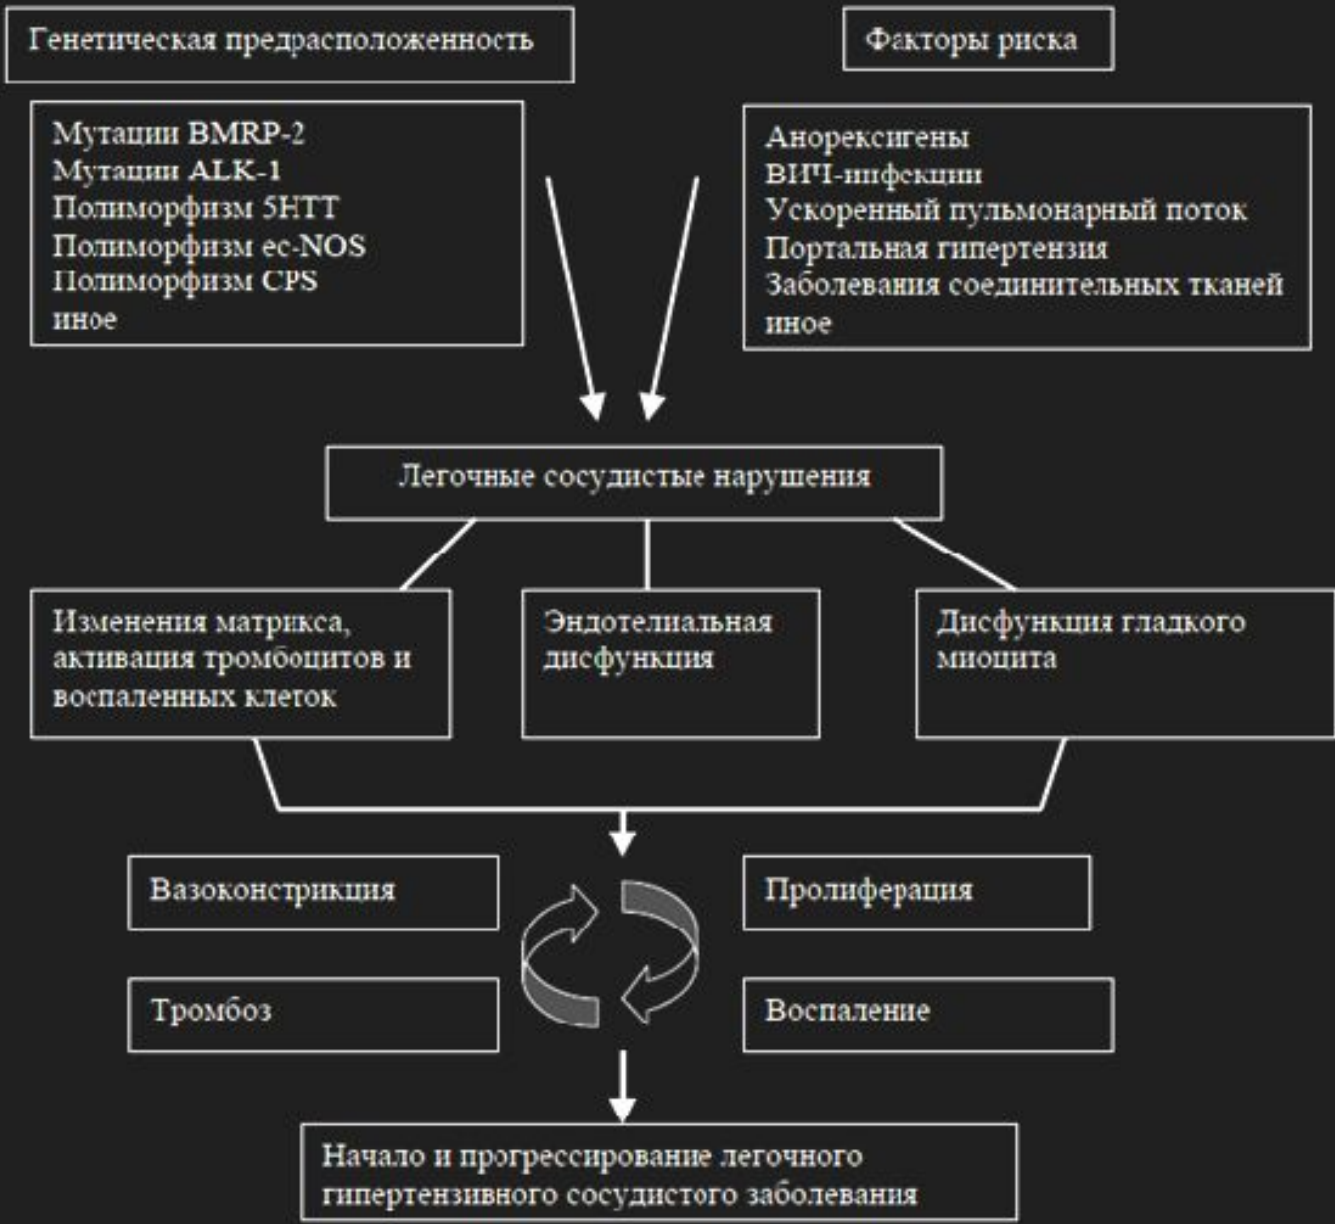 Генетическая предрасположенность
Факторы риска
Мутации BMRP-2
Мутации ALK-1
Полиморфизм 5HTT
Полиморфизм ec-NOS
Полиморфизм CPS
иное
Анорексигены
ВИЧ-инфекции
Ускоренный пульмонарный поток
Портальная гипертензия
Заболевания соединительных тканей
иное
Легочные сосудистые нарушения
Изменения матрикса,
активация тромбоцитов и
воспаленных клеток
Эндотелиальная
дисфункция
Дисфункция гладкого
миоцита
Вазоконстрикция
Пролиферация
Тромбоз
Воспаление
Начало и прогрессирование легочного
гипертензивного сосудистого заболевания